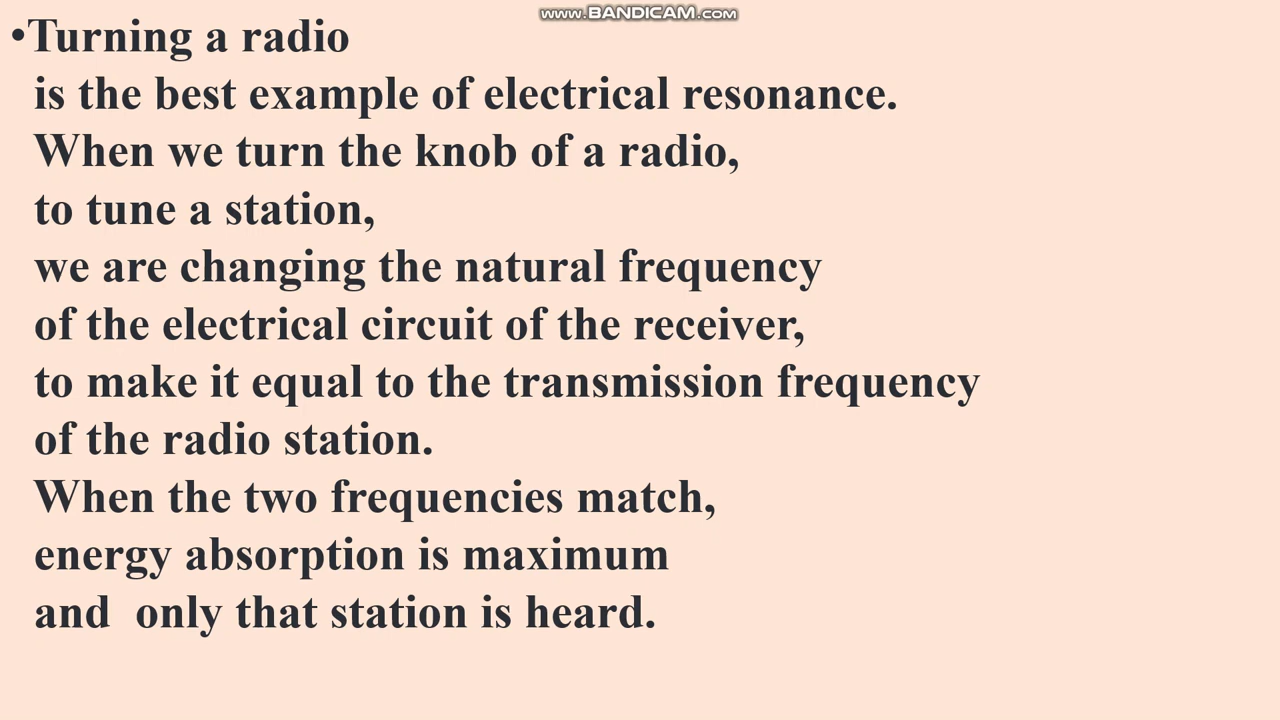 www.BANDICAM.com
•Turning a radio
is the best example of electrical resonance.
When we turn the knob of a radio,
to tune a station,
we are changing the natural frequency
of the electrical circuit of the receiver,
to make it equal to the transmission frequency
of the radio station.
When the two frequencies match,
energy absorption is maximum
and  only that station is heard.